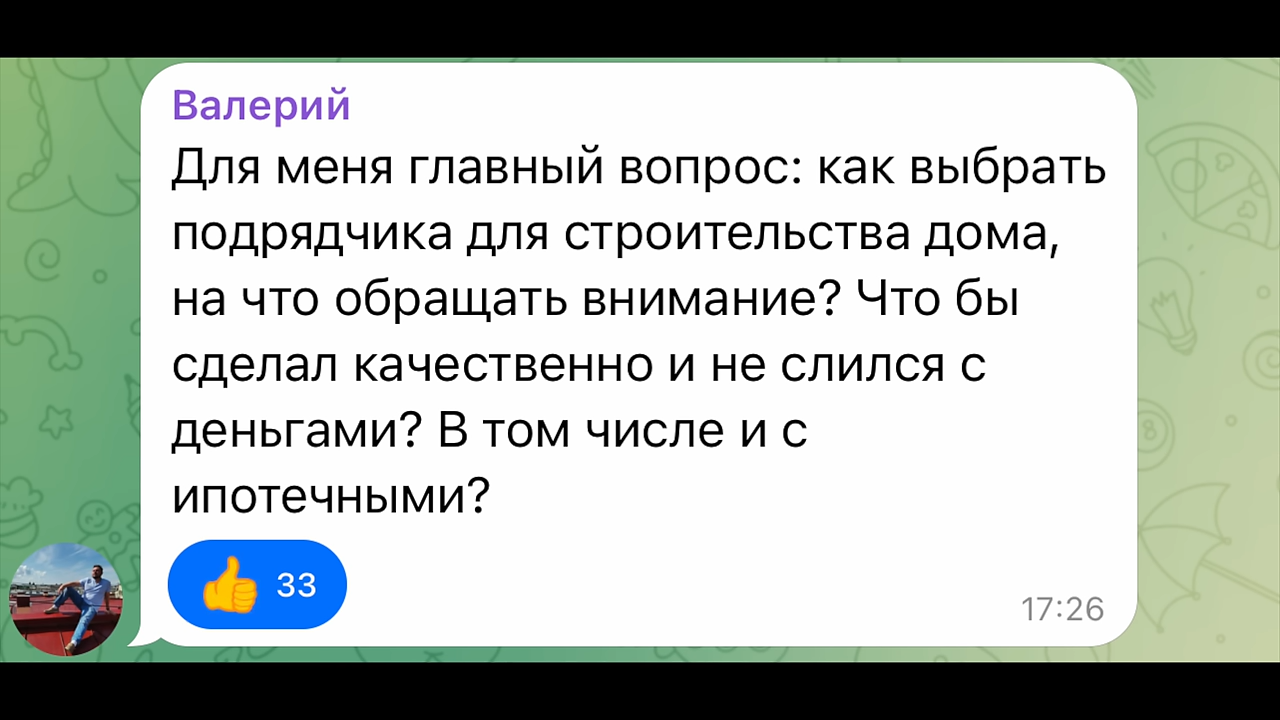 Валерий
Для меня главный вопрос: как выбрать
подрядчика для строительства дома,
на что обращать внимание? Что бы
сделал качественно и не слился с
деньгами? В том числе и с
ипотечными?
👍 33
17:26